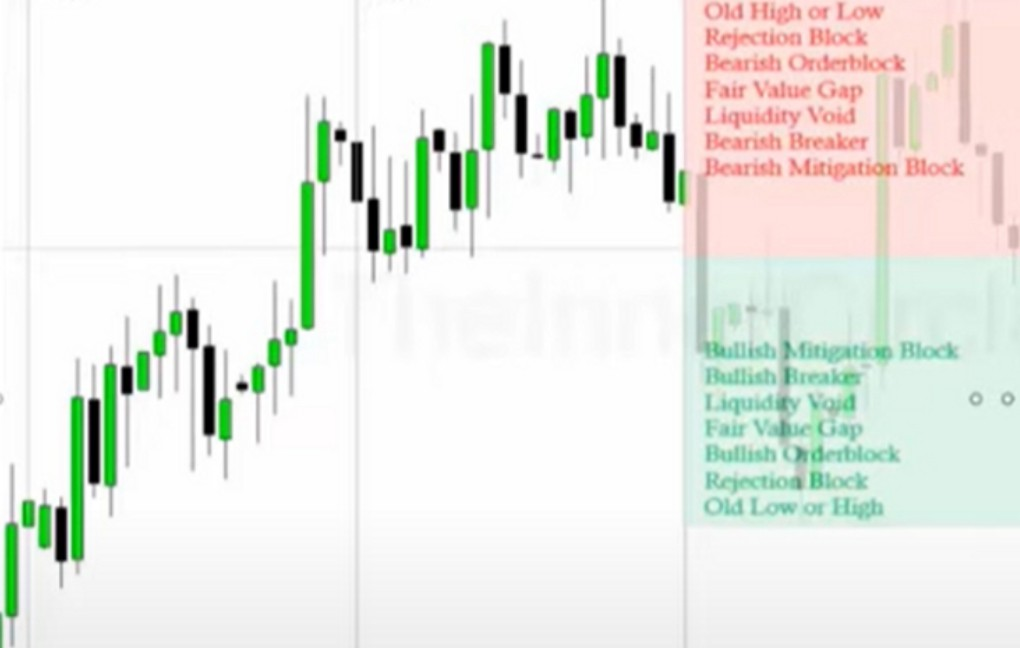 Old High or Low
Rejection Block
Bearish Orderblock
Fair Value Gap
Liquidity Void
Bearish Breaker
Bearish Mitigation Block
Bullish Mitigation Block
Bullish Breaker
Liquidity Void
Fair Value Gap
Bullish Orderblock
Rejection Block
Old Low or High